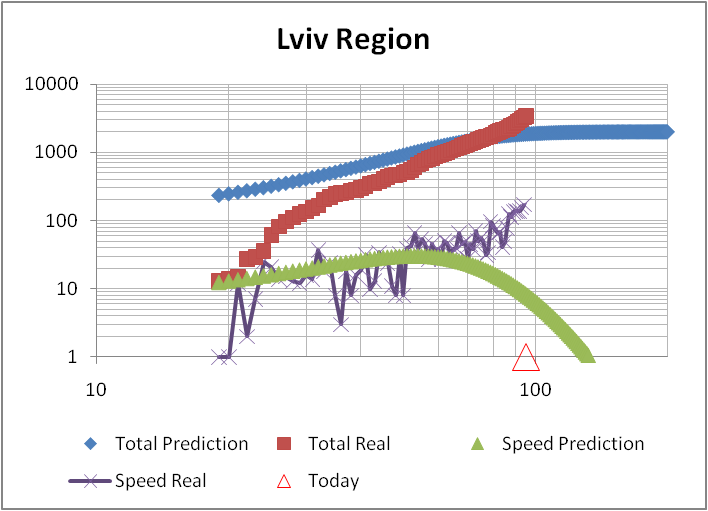 Lviv Region
10000
1000
100
10
1
10 100
Total Prediction Total Real Speed Prediction
Speed Real Today